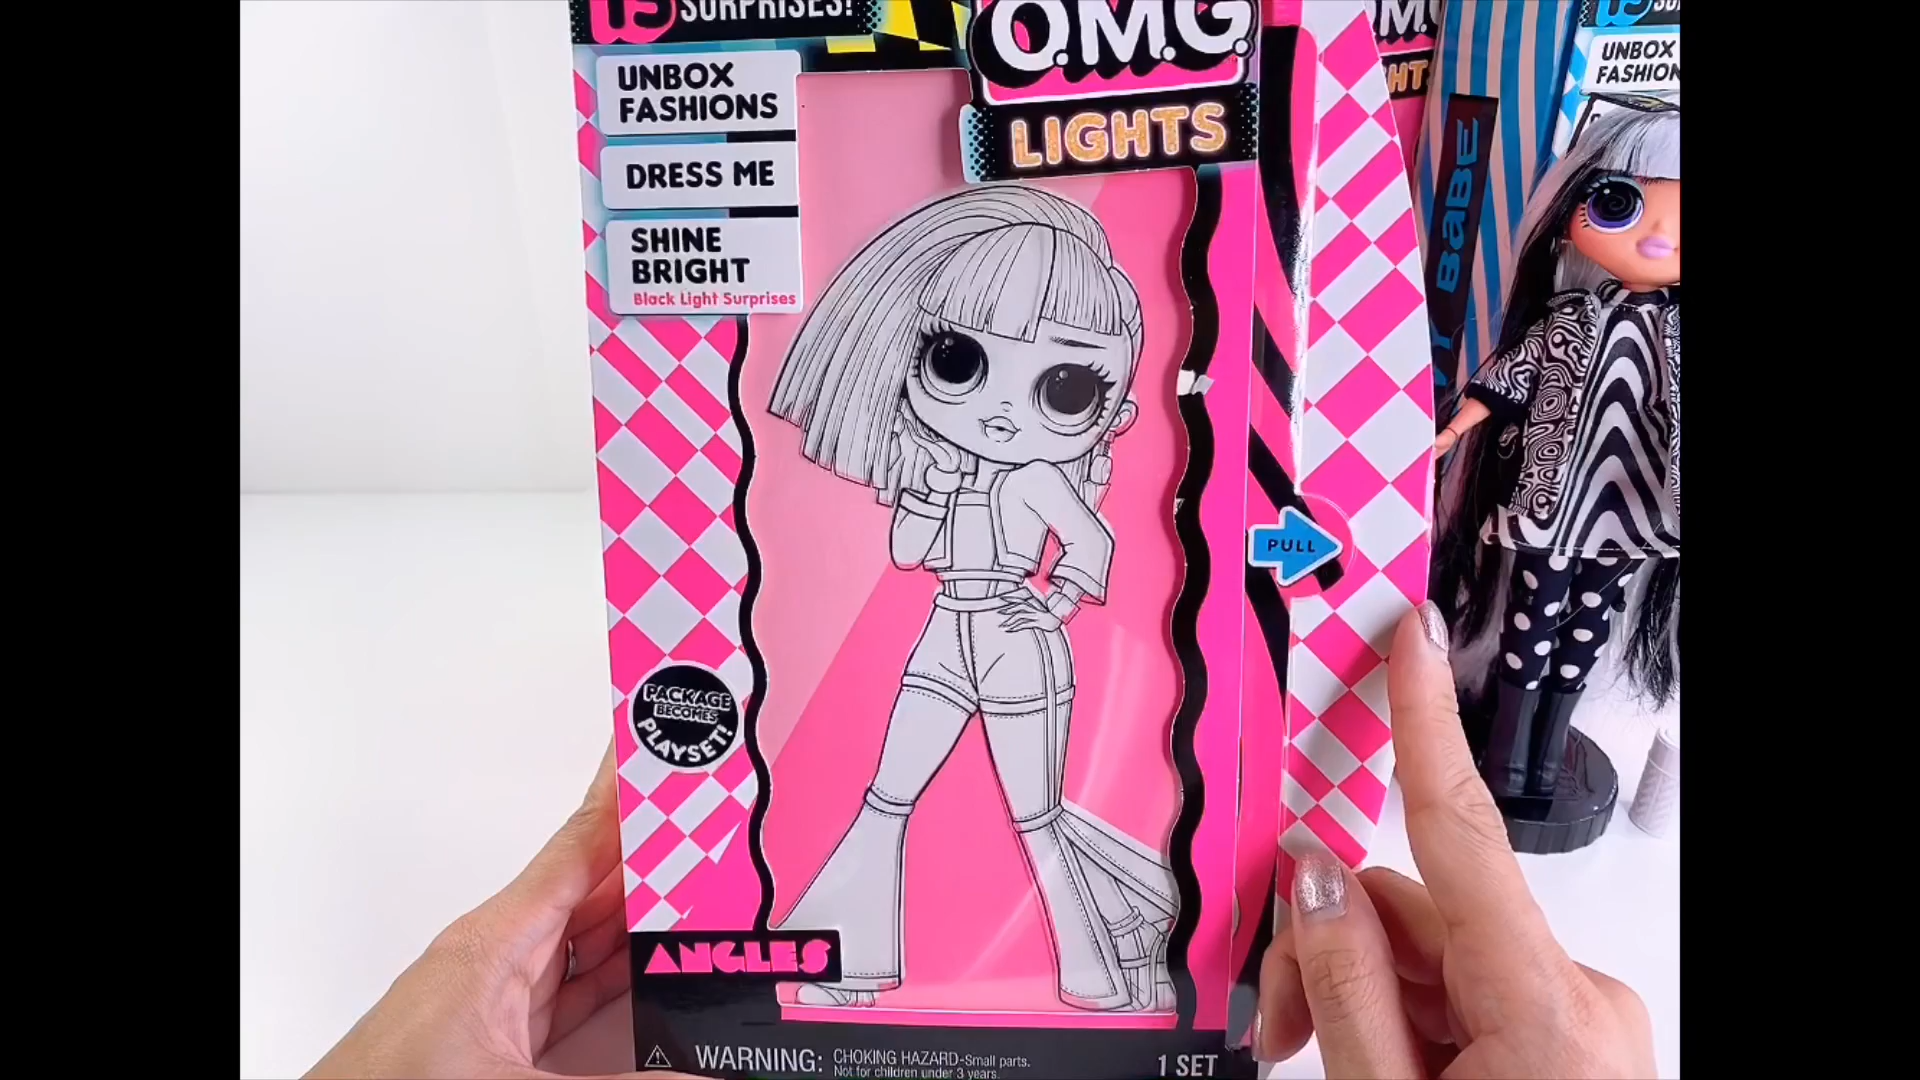 15 SURPRISES!
O.M.G.
LIGHTS
UNBOX
FASHIONS
DRESS ME
SHINE
BRIGHT
Black Light Surprises
PULL
PACKAGE
BECOMES
PLAYSET!
ANGLES
WARNING: CHOKING HAZARD-Small parts.
Not for children under 3 years.
1 SET
BABE
UNBOX
FASHION